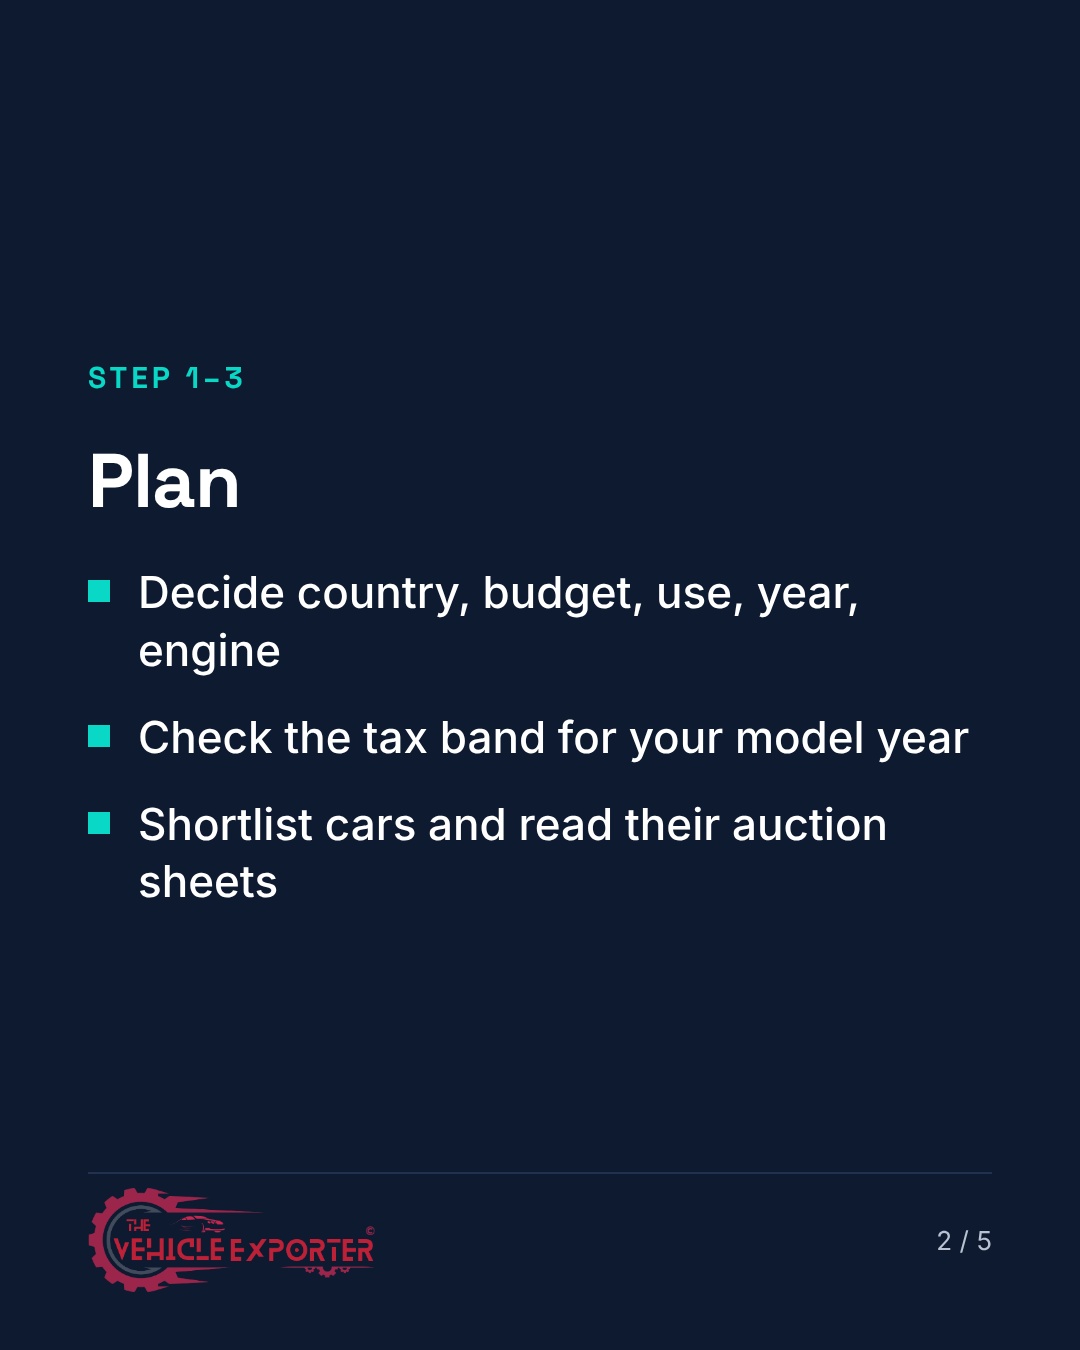 STEP 1–3
Plan
Decide country, budget, use, year,
engine
Check the tax band for your model year
Shortlist cars and read their auction
sheets
THE
VEHICLE EXPORTER
©
2 / 5